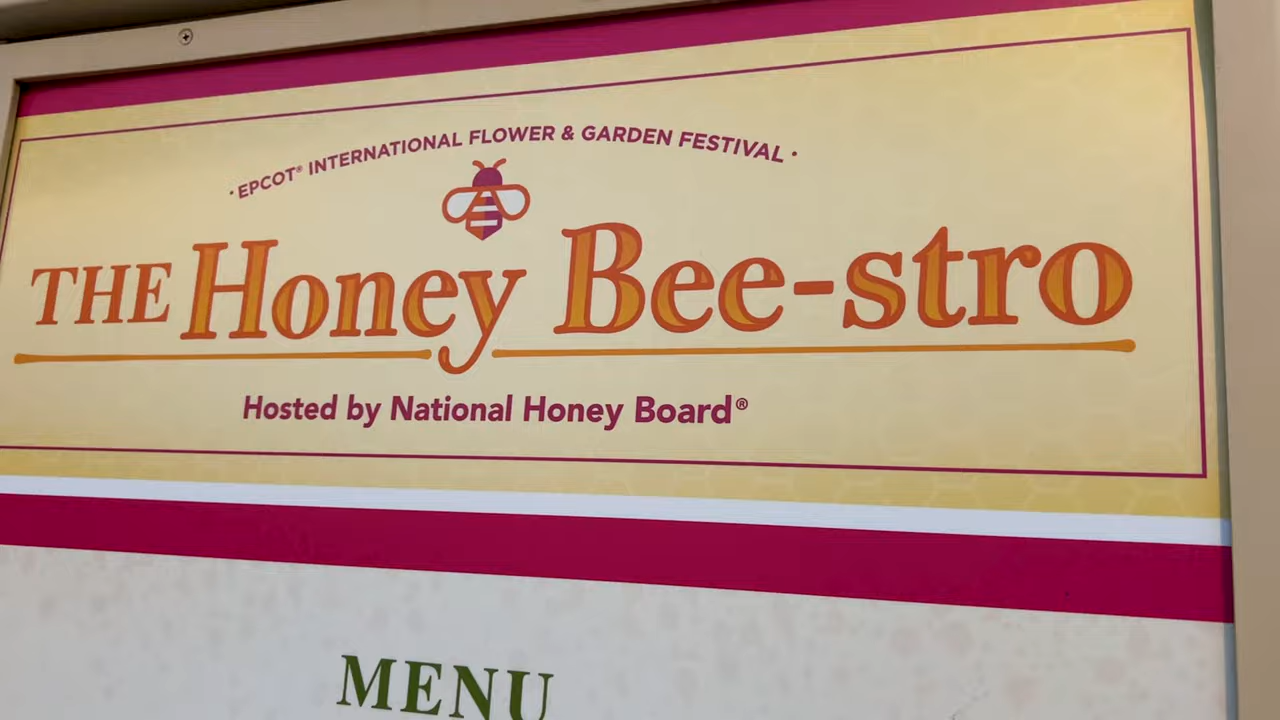 · EPCOT® INTERNATIONAL FLOWER & GARDEN FESTIVAL ·
THE Honey Bee-stro
Hosted by National Honey Board®
MENU